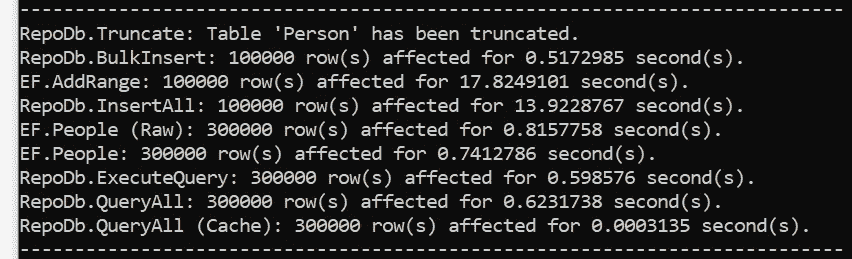 --------------------------------------------------------------------------------
RepoDb.Truncate: Table 'Person' has been truncated.
RepoDb.BulkInsert: 100000 row(s) affected for 0.5172985 second(s).
EF.AddRange: 100000 row(s) affected for 17.8249101 second(s).
RepoDb.InsertAll: 100000 row(s) affected for 13.9228767 second(s).
EF.People (Raw): 300000 row(s) affected for 0.8157758 second(s).
EF.People: 300000 row(s) affected for 0.7412786 second(s).
RepoDb.ExecuteQuery: 300000 row(s) affected for 0.598576 second(s).
RepoDb.QueryAll: 300000 row(s) affected for 0.6231738 second(s).
RepoDb.QueryAll (Cache): 300000 row(s) affected for 0.0003135 second(s).
--------------------------------------------------------------------------------